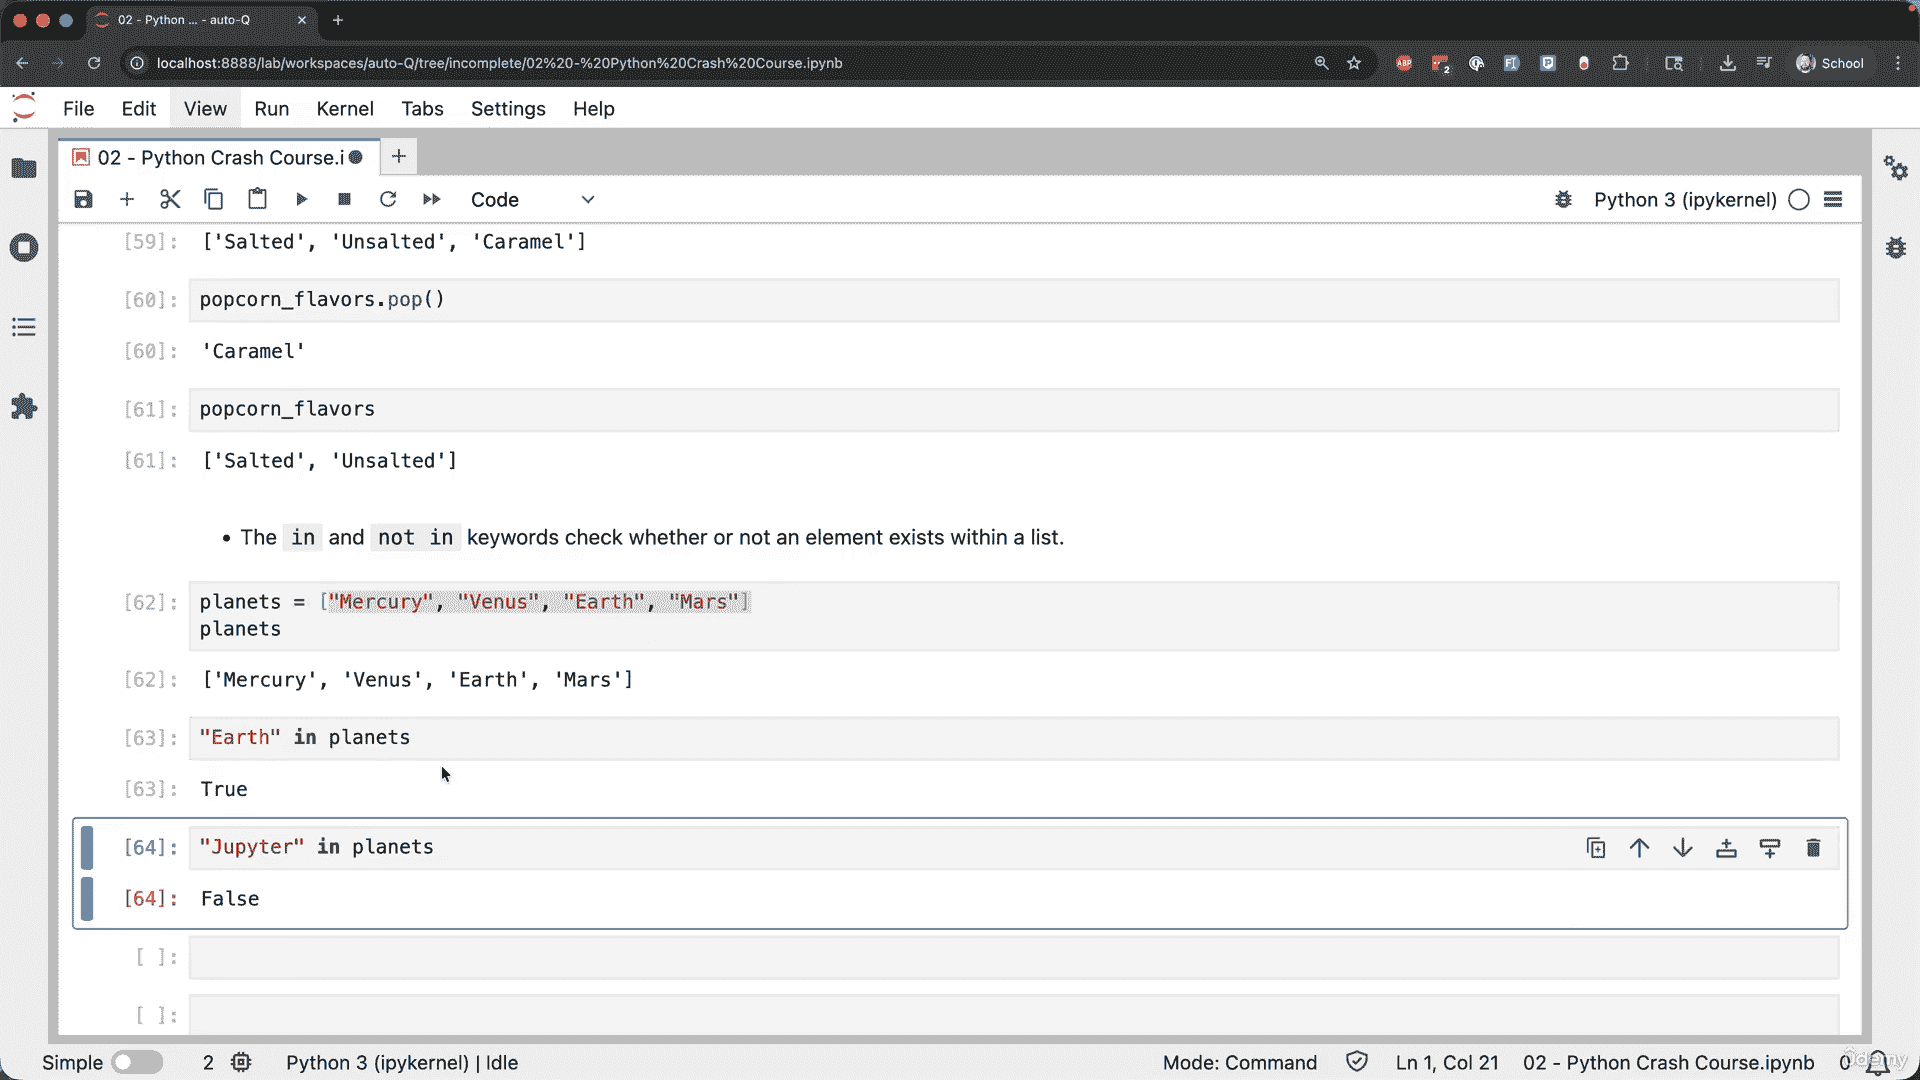 02 - Python ... - auto-Q
localhost:8888/lab/workspaces/auto-Q/tree/incomplete/02%20-%20Python%20Crash%20Course.ipynb
ABP
2
School
File Edit View Run Kernel Tabs Settings Help
02 - Python Crash Course.i
Code
Python 3 (ipykernel)
[59]: ['Salted', 'Unsalted', 'Caramel']
[60]: popcorn_flavors.pop()
[60]: 'Caramel'
[61]: popcorn_flavors
[61]: ['Salted', 'Unsalted']
• The in and not in keywords check whether or not an element exists within a list.
[62]: planets = ["Mercury", "Venus", "Earth", "Mars"]
planets
[62]: ['Mercury', 'Venus', 'Earth', 'Mars']
[63]: "Earth" in planets
[63]: True
[64]: "Jupyter" in planets
[64]: False
[ ]:
[ ]:
Simple 2 Python 3 (ipykernel) | Idle Mode: Command Ln 1, Col 21 02 - Python Crash Course.ipynb 0
udemy